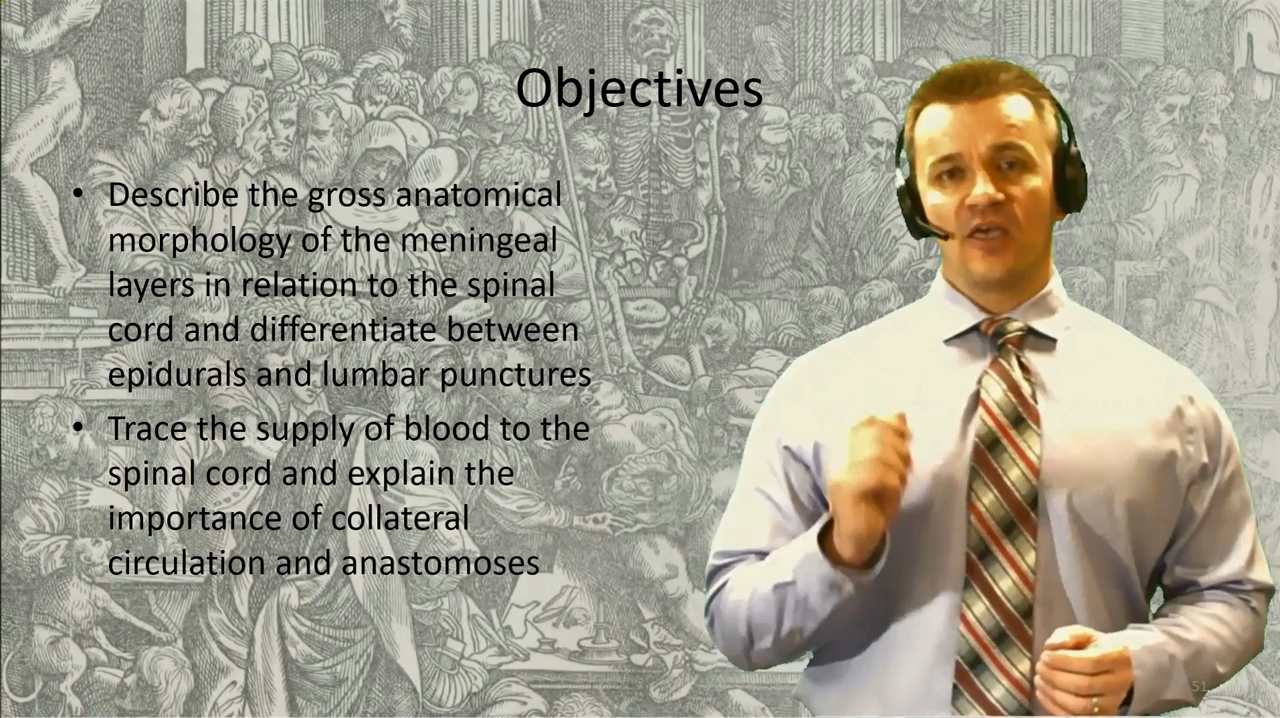 Objectives
• Describe the gross anatomical
morphology of the meningeal
layers in relation to the spinal
cord and differentiate between
epidurals and lumbar punctures
• Trace the supply of blood to the
spinal cord and explain the
importance of collateral
circulation and anastomoses
51